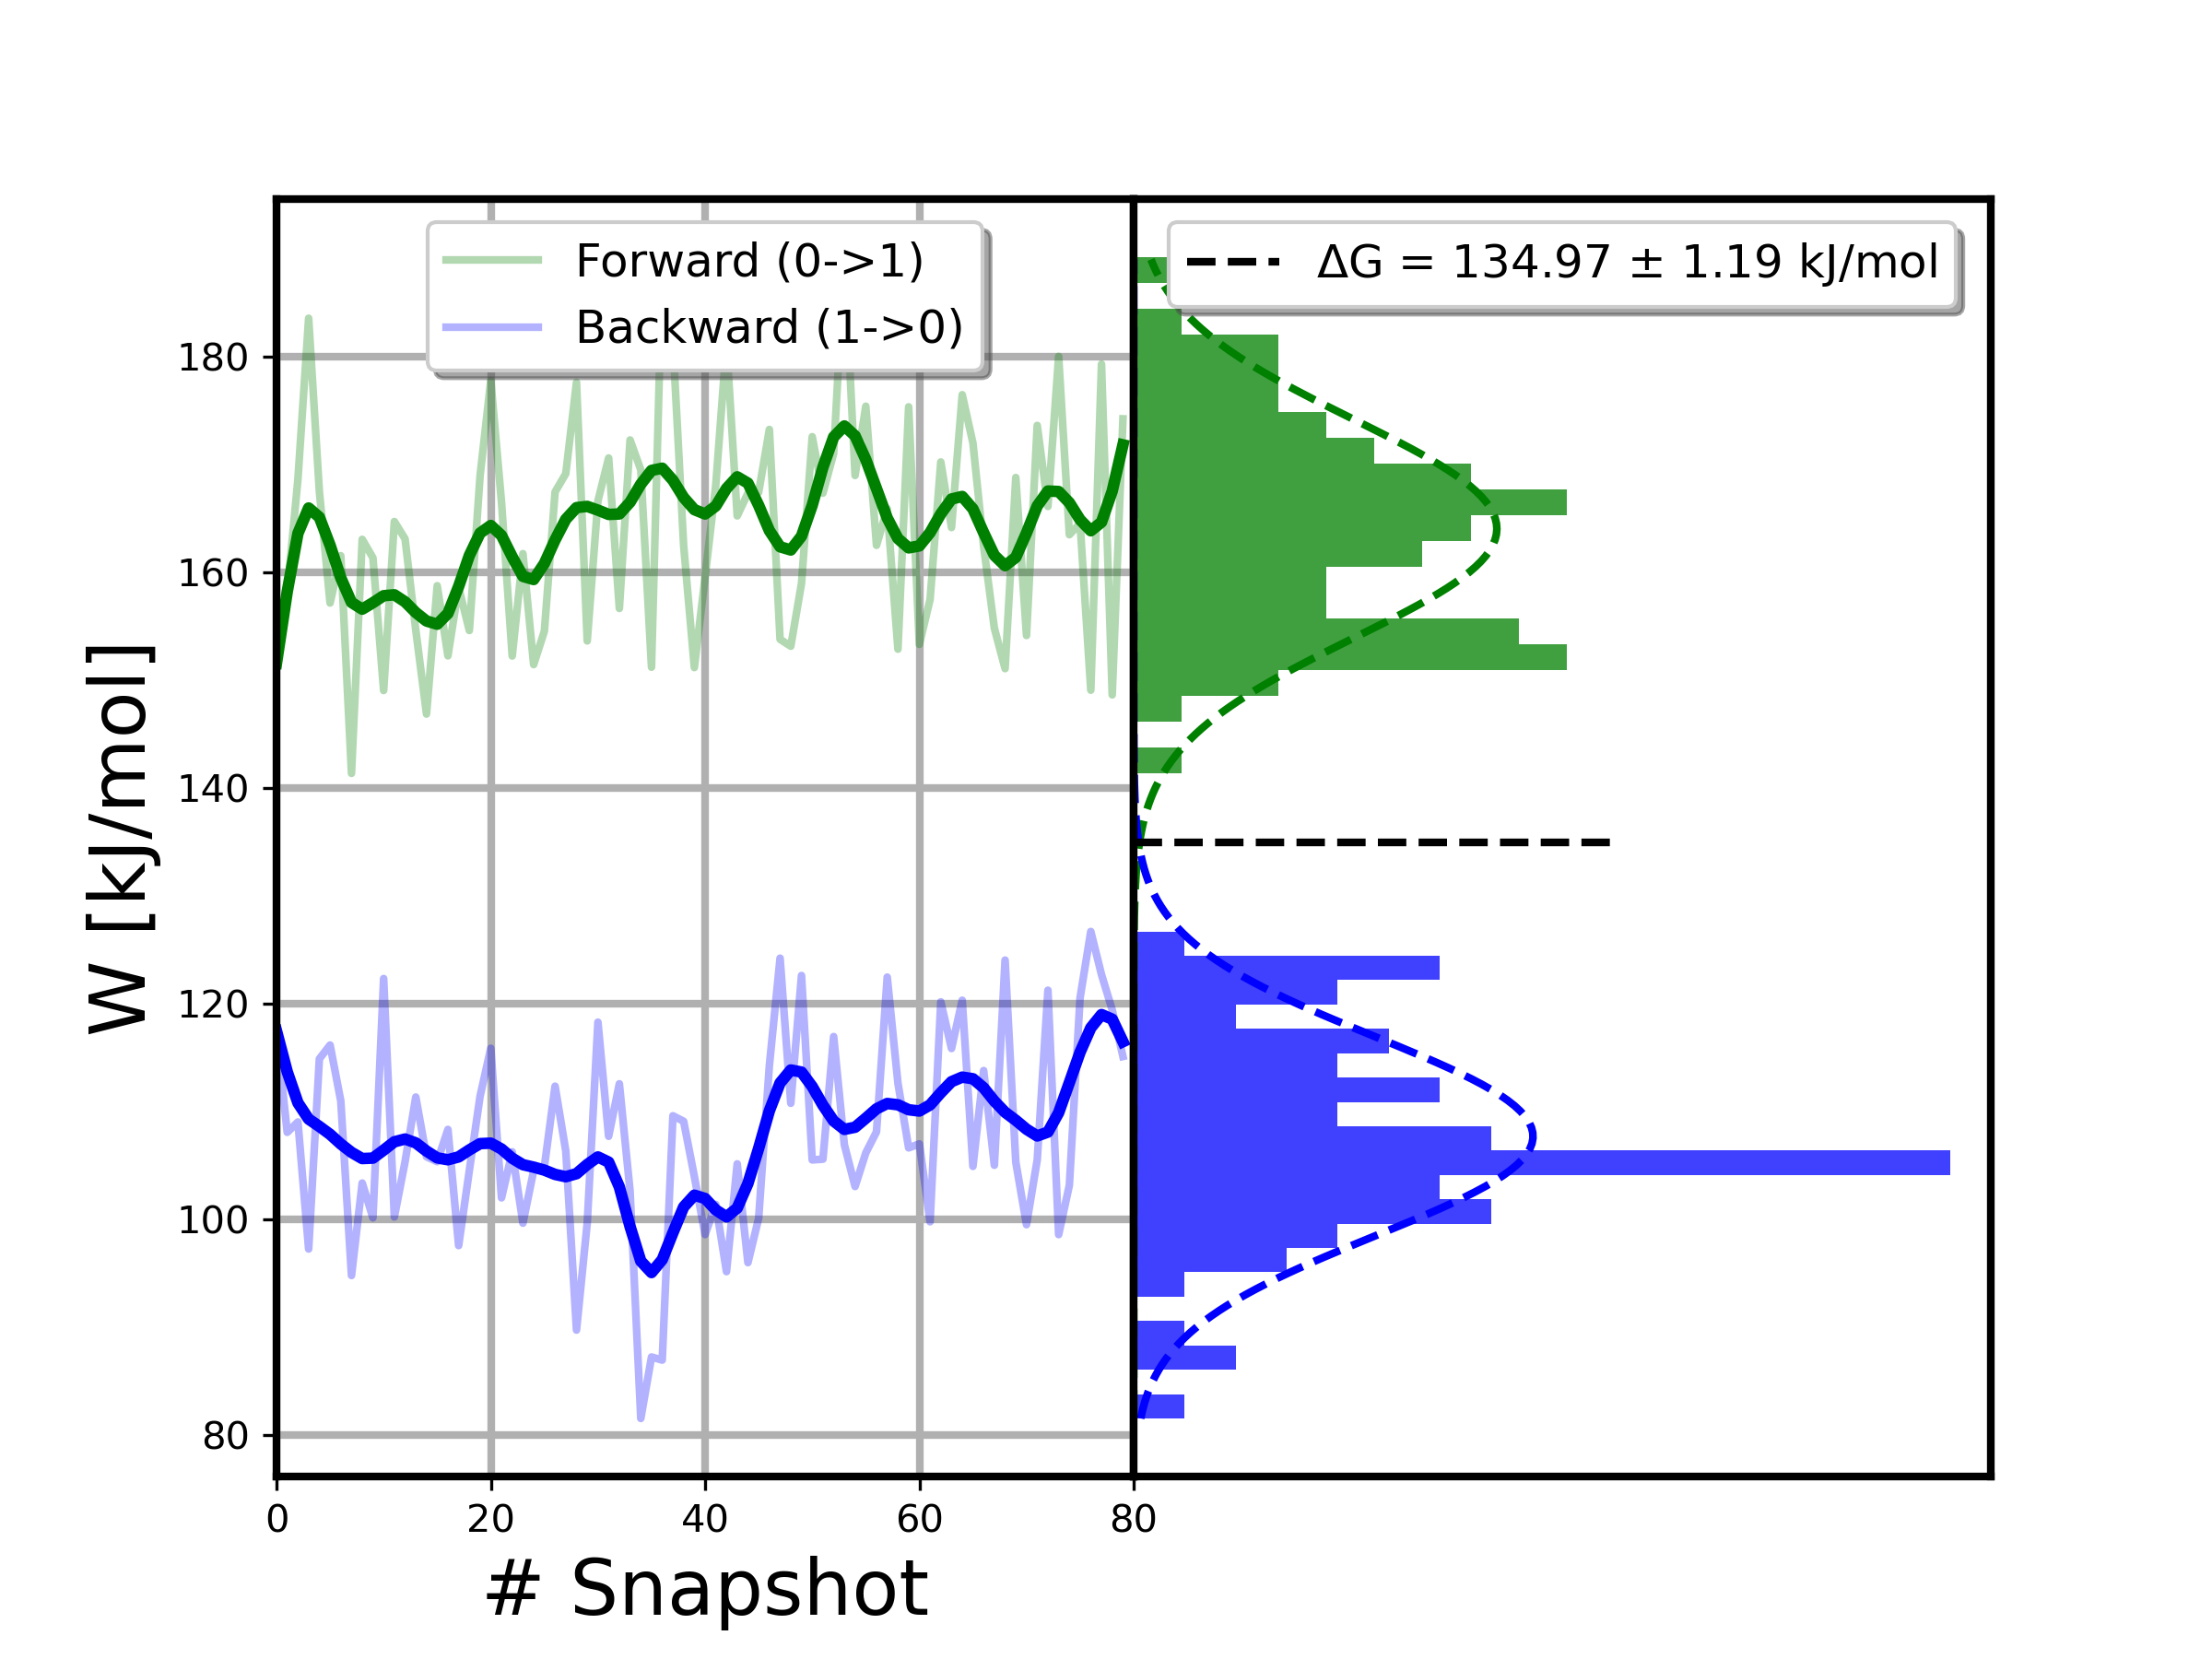 Forward (0->1)
Backward (1->0)
ΔG = 134.97 ± 1.19 kJ/mol
W [kJ/mol]
180
160
140
120
100
80
0 20 40 60 80
# Snapshot